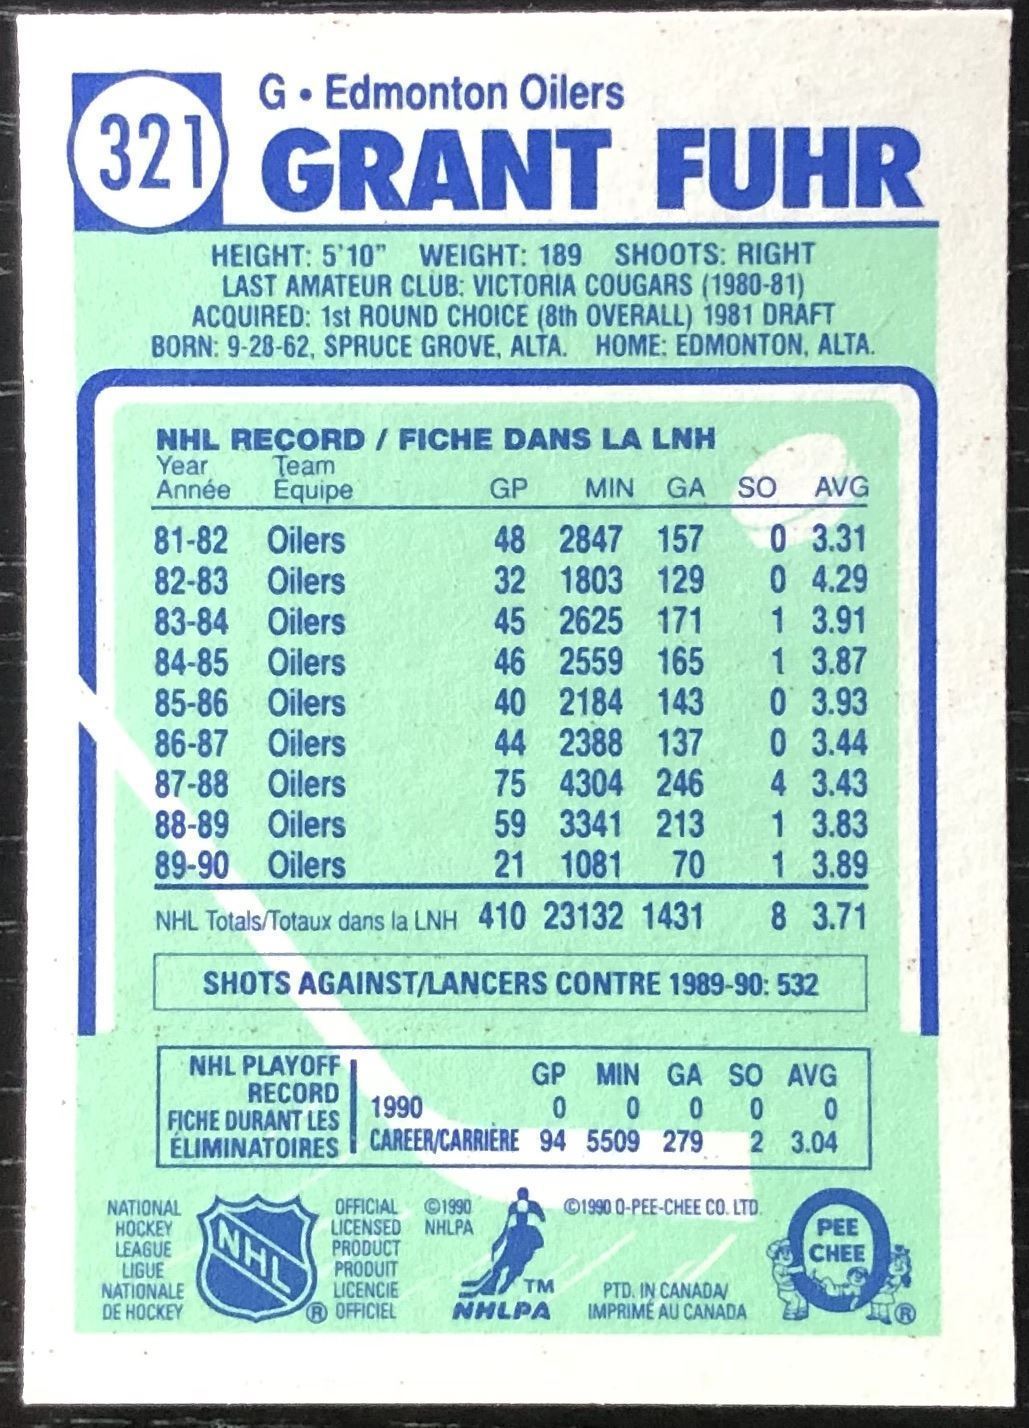 321
G • Edmonton Oilers
GRANT FUHR
HEIGHT: 5'10" WEIGHT: 189 SHOOTS: RIGHT
LAST AMATEUR CLUB: VICTORIA COUGARS (1980-81)
ACQUIRED: 1st ROUND CHOICE (8th OVERALL) 1981 DRAFT
BORN: 9-28-62, SPRUCE GROVE, ALTA. HOME: EDMONTON, ALTA.
NHL RECORD / FICHE DANS LA LNH
Year Team
Année Équipe GP MIN GA SO AVG
81-82 Oilers 48 2847 157 0 3.31
82-83 Oilers 32 1803 129 0 4.29
83-84 Oilers 45 2625 171 1 3.91
84-85 Oilers 46 2559 165 1 3.87
85-86 Oilers 40 2184 143 0 3.93
86-87 Oilers 44 2388 137 0 3.44
87-88 Oilers 75 4304 246 4 3.43
88-89 Oilers 59 3341 213 1 3.83
89-90 Oilers 21 1081 70 1 3.89
NHL Totals/Totaux dans la LNH 410 23132 1431 8 3.71
SHOTS AGAINST/LANCERS CONTRE 1989-90: 532
NHL PLAYOFF
RECORD
FICHE DURANT LES
ÉLIMINATOIRES
GP MIN GA SO AVG
1990 0 0 0 0 0
CAREER/CARRIÈRE 94 5509 279 2 3.04
NATIONAL
HOCKEY
LEAGUE
LIGUE
NATIONALE
DE HOCKEY
NHL
®
OFFICIAL
LICENSED
PRODUCT
PRODUIT
LICENCIE
OFFICIEL
©1990
NHLPA
TM
NHLPA
©1990 O-PEE-CHEE CO. LTD.
PTD. IN CANADA/
IMPRIMÉ AU CANADA
O
PEE
CHEE
®